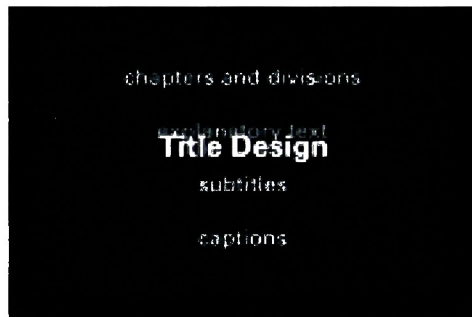 chapters and divisions
explanatory text
Title Design
subtitles
captions